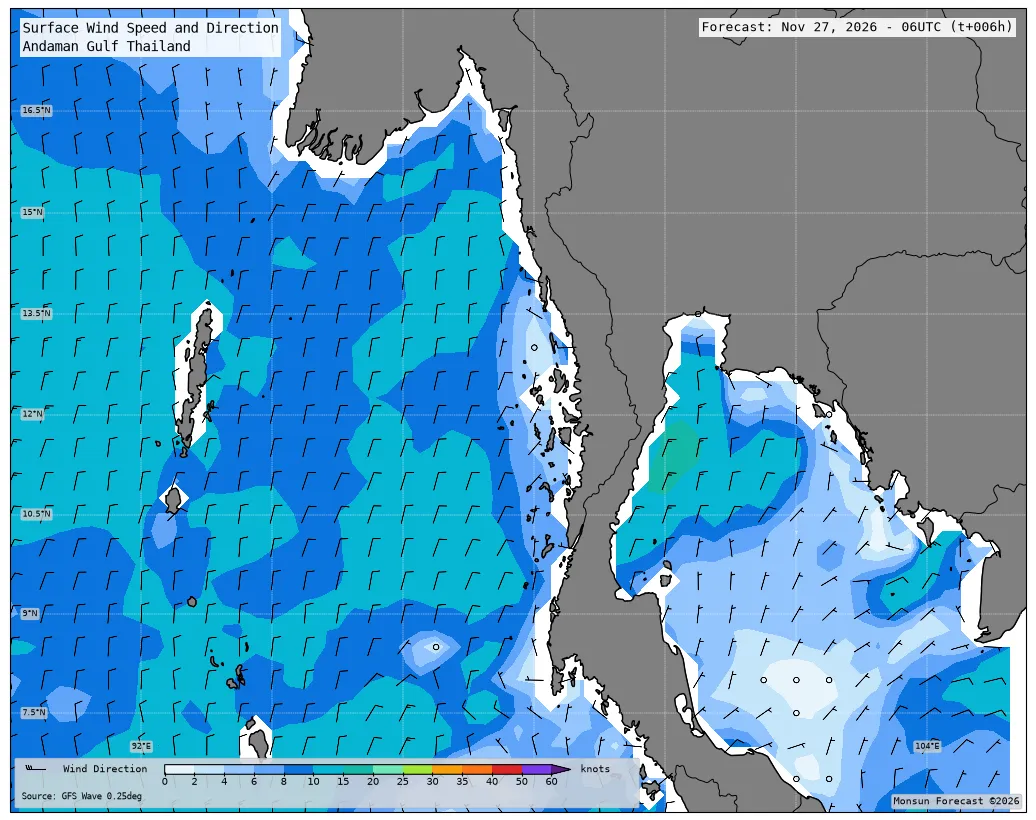 Surface Wind Speed and Direction
Andaman Gulf Thailand
Forecast: Nov 27, 2026 - 06UTC (t+006h)
16.5°N
15°N
13.5°N
12°N
10.5°N
9°N
7.5°N
92°E
104°E
Wind Direction
knots
0 2 4 6 8 10 15 20 25 30 35 40 50 60
Source: GFS Wave 0.25deg
Monsun Forecast ©2026